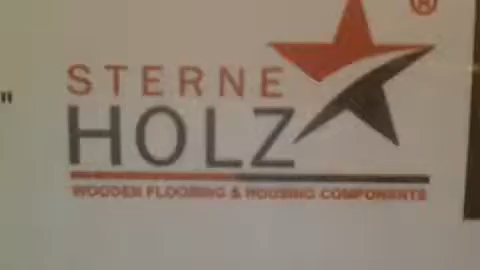 "
®
STERNE
HOLZ
WOODEN FLOORING & HOUSING COMPONENTS